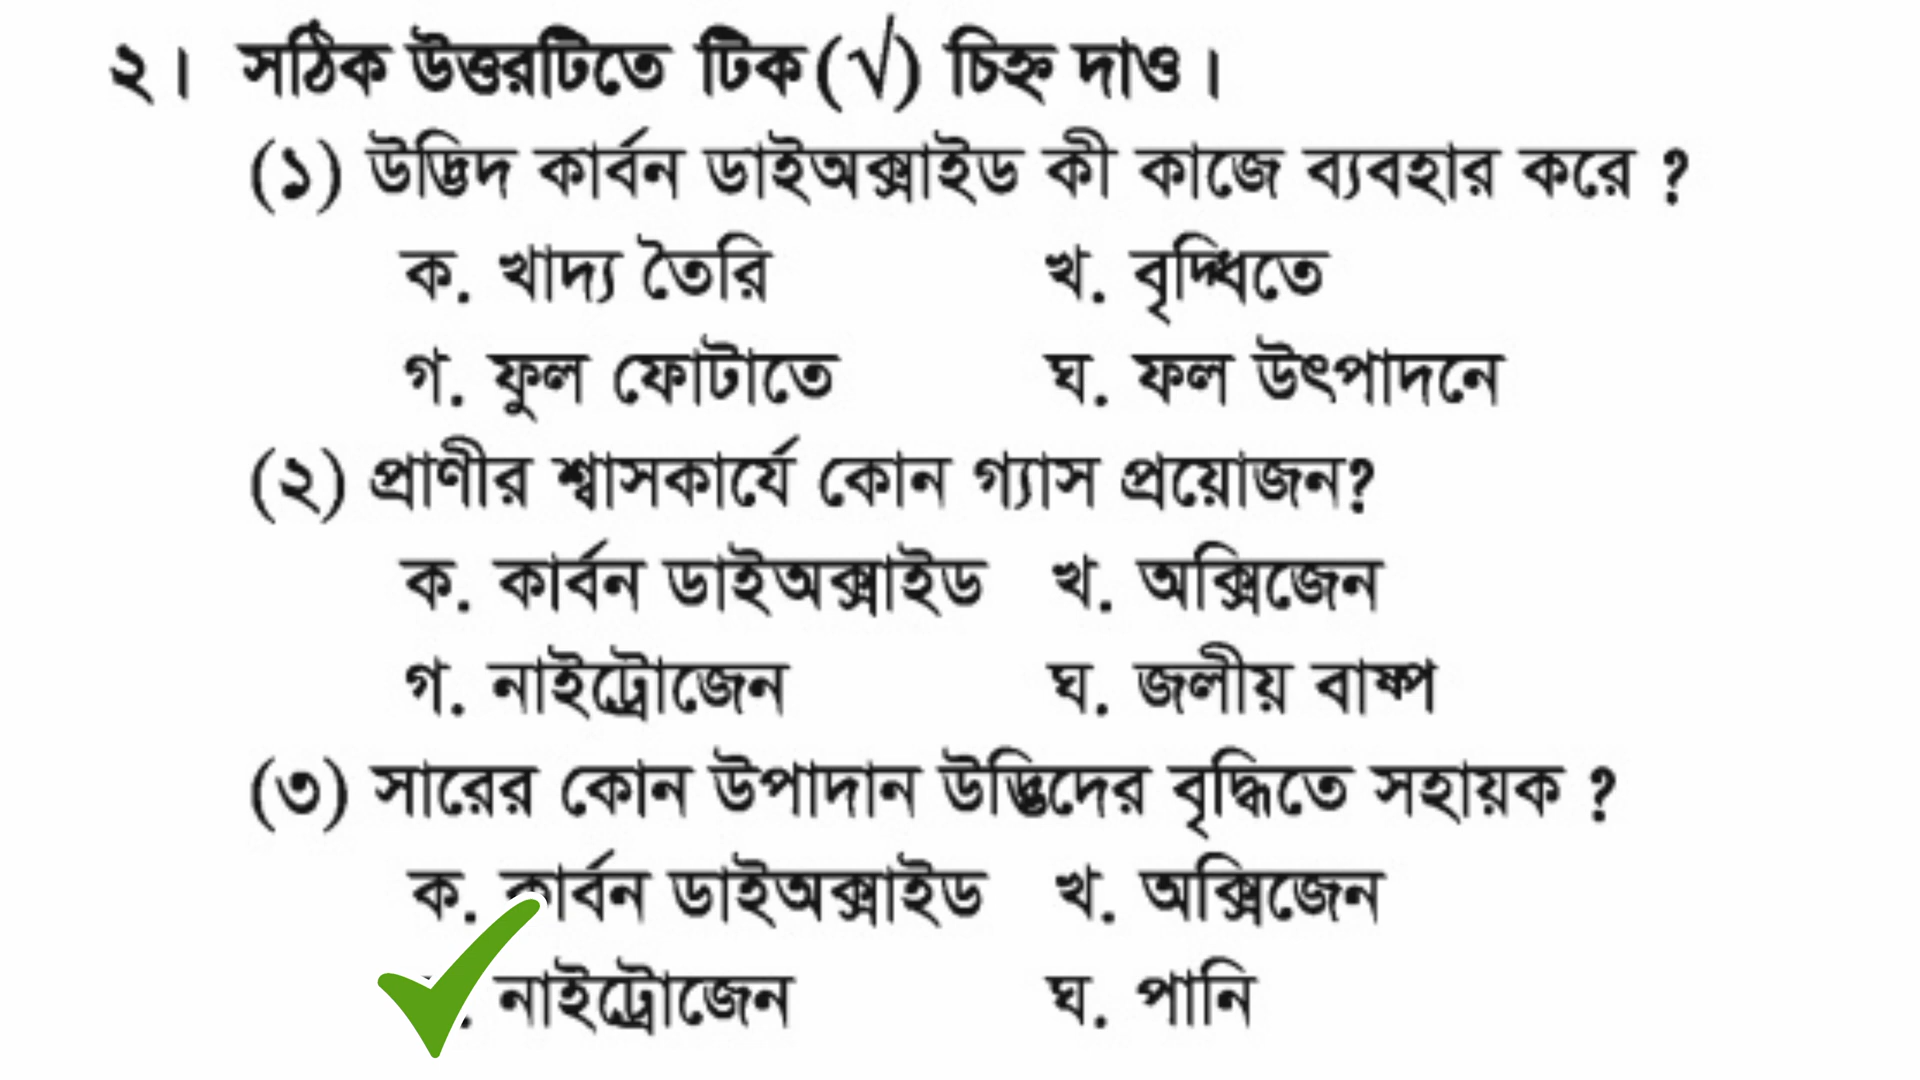 ২। সঠিক উত্তরটিতে টিক(√) চিহ্ন দাও।
(১) উদ্ভিদ কার্বন ডাইঅক্সাইড কী কাজে ব্যবহার করে ?
ক. খাদ্য তৈরি খ. বৃদ্ধিতে
গ. ফুল ফোটাতে ঘ. ফল উৎপাদনে
(২) প্রাণীর শ্বাসকার্যে কোন গ্যাস প্রয়োজন?
ক. কার্বন ডাইঅক্সাইড খ. অক্সিজেন
গ. নাইট্রোজেন ঘ. জলীয় বাষ্প
(৩) সারের কোন উপাদান উদ্ভিদের বৃদ্ধিতে সহায়ক ?
ক. কার্বন ডাইঅক্সাইড খ. অক্সিজেন
নাইট্রোজেন ঘ. পানি